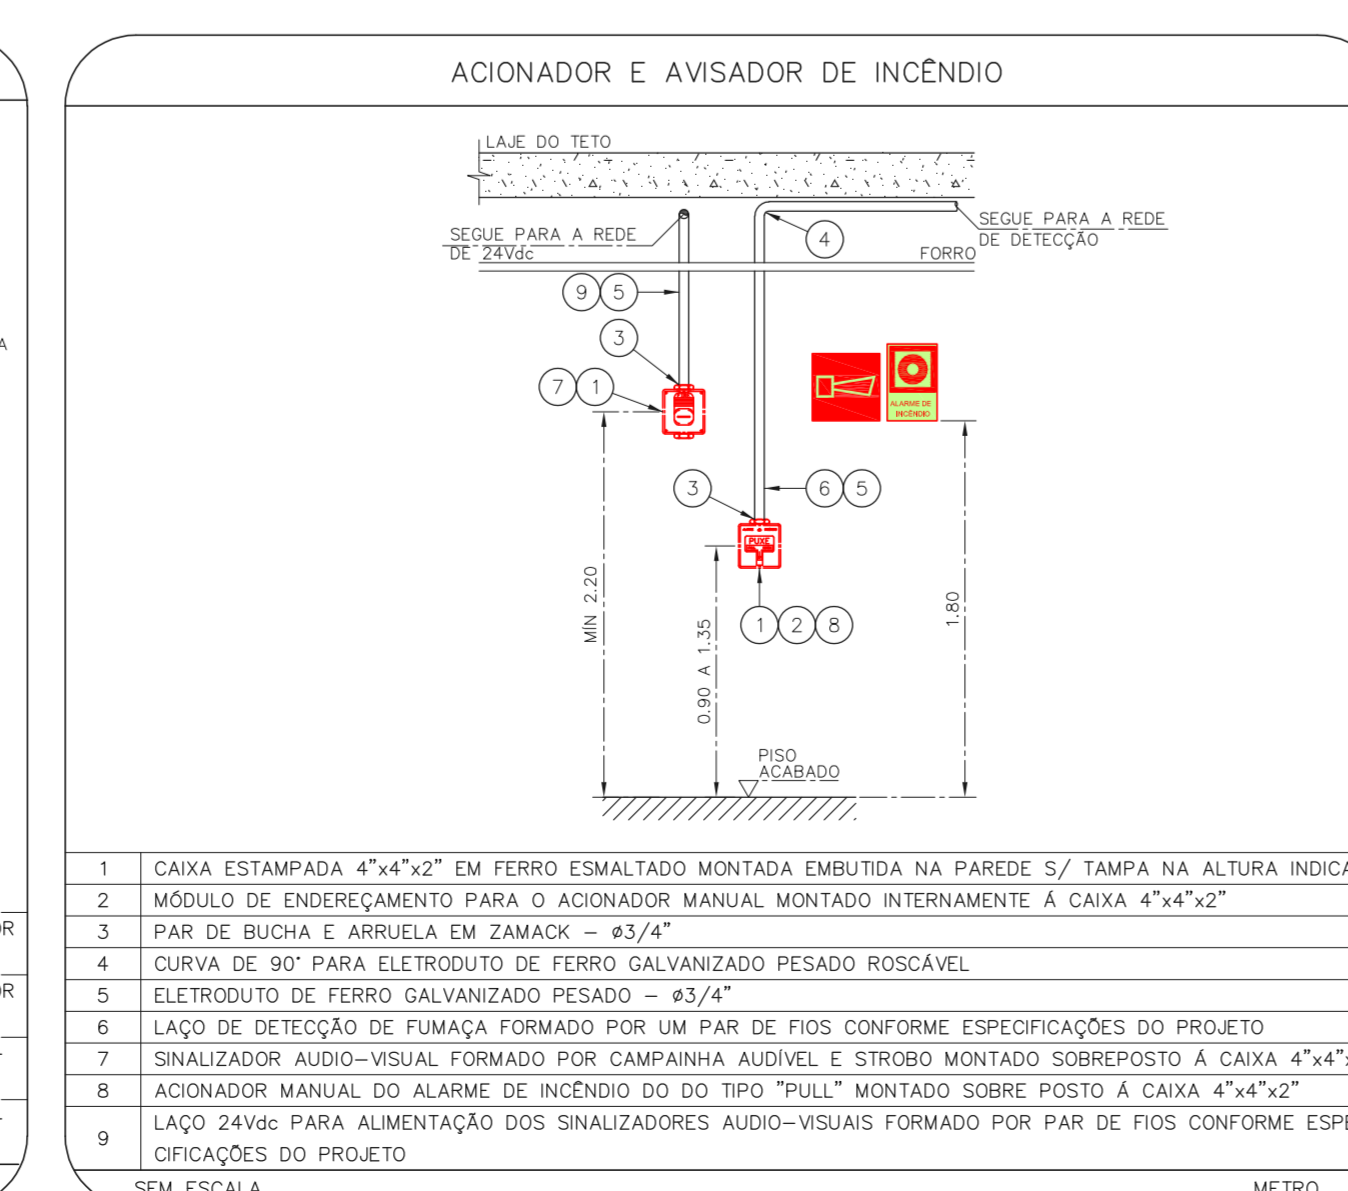 ACIONADOR E AVISADOR DE INCÊNDIO
LAJE DO TETO
SEGUE PARA A REDE
DE 24Vdc
4
SEGUE PARA A REDE
DE DETECÇÃO
FORRO
9 5
3
7 1
ALARME DE
INCÊNDIO
3
6 5
PUXE
1 2 8
MÍN 2.20
0.90 A 1.35
1.80
PISO
ACABADO
A
OR
OR
1 CAIXA ESTAMPADA 4"x4"x2" EM FERRO ESMALTADO MONTADA EMBUTIDA NA PAREDE S/ TAMPA NA ALTURA INDICA
2 MÓDULO DE ENDEREÇAMENTO PARA O ACIONADOR MANUAL MONTADO INTERNAMENTE Á CAIXA 4"x4"x2"
3 PAR DE BUCHA E ARRUELA EM ZAMACK – ø3/4"
4 CURVA DE 90° PARA ELETRODUTO DE FERRO GALVANIZADO PESADO ROSCÁVEL
5 ELETRODUTO DE FERRO GALVANIZADO PESADO – ø3/4"
6 LAÇO DE DETECÇÃO DE FUMAÇA FORMADO POR UM PAR DE FIOS CONFORME ESPECIFICAÇÕES DO PROJETO
7 SINALIZADOR AUDIO–VISUAL FORMADO POR CAMPAINHA AUDÍVEL E STROBO MONTADO SOBREPOSTO Á CAIXA 4"x4"x
8 ACIONADOR MANUAL DO ALARME DE INCÊNDIO DO DO TIPO "PULL" MONTADO SOBRE POSTO Á CAIXA 4"x4"x2"
9 LAÇO 24Vdc PARA ALIMENTAÇÃO DOS SINALIZADORES AUDIO–VISUAIS FORMADO POR PAR DE FIOS CONFORME ESPE
CIFICAÇÕES DO PROJETO
SEM ESCALA
METRO